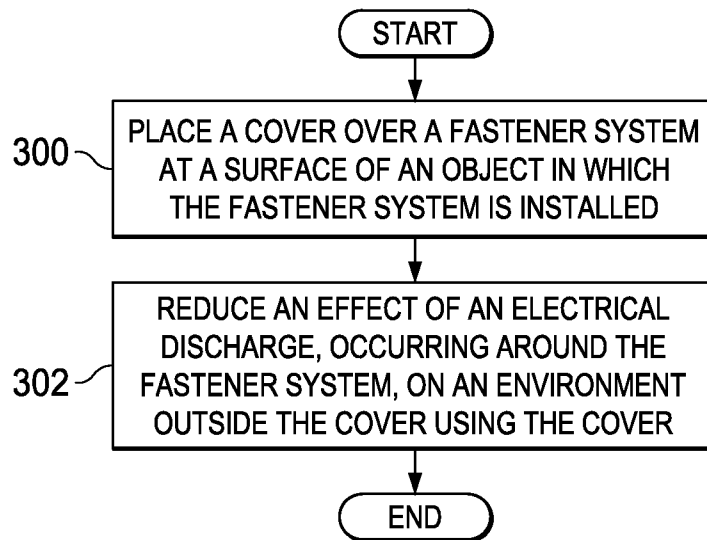 START
300
PLACE A COVER OVER A FASTENER SYSTEM
AT A SURFACE OF AN OBJECT IN WHICH
THE FASTENER SYSTEM IS INSTALLED
302
REDUCE AN EFFECT OF AN ELECTRICAL
DISCHARGE, OCCURRING AROUND THE
FASTENER SYSTEM, ON AN ENVIRONMENT
OUTSIDE THE COVER USING THE COVER
END